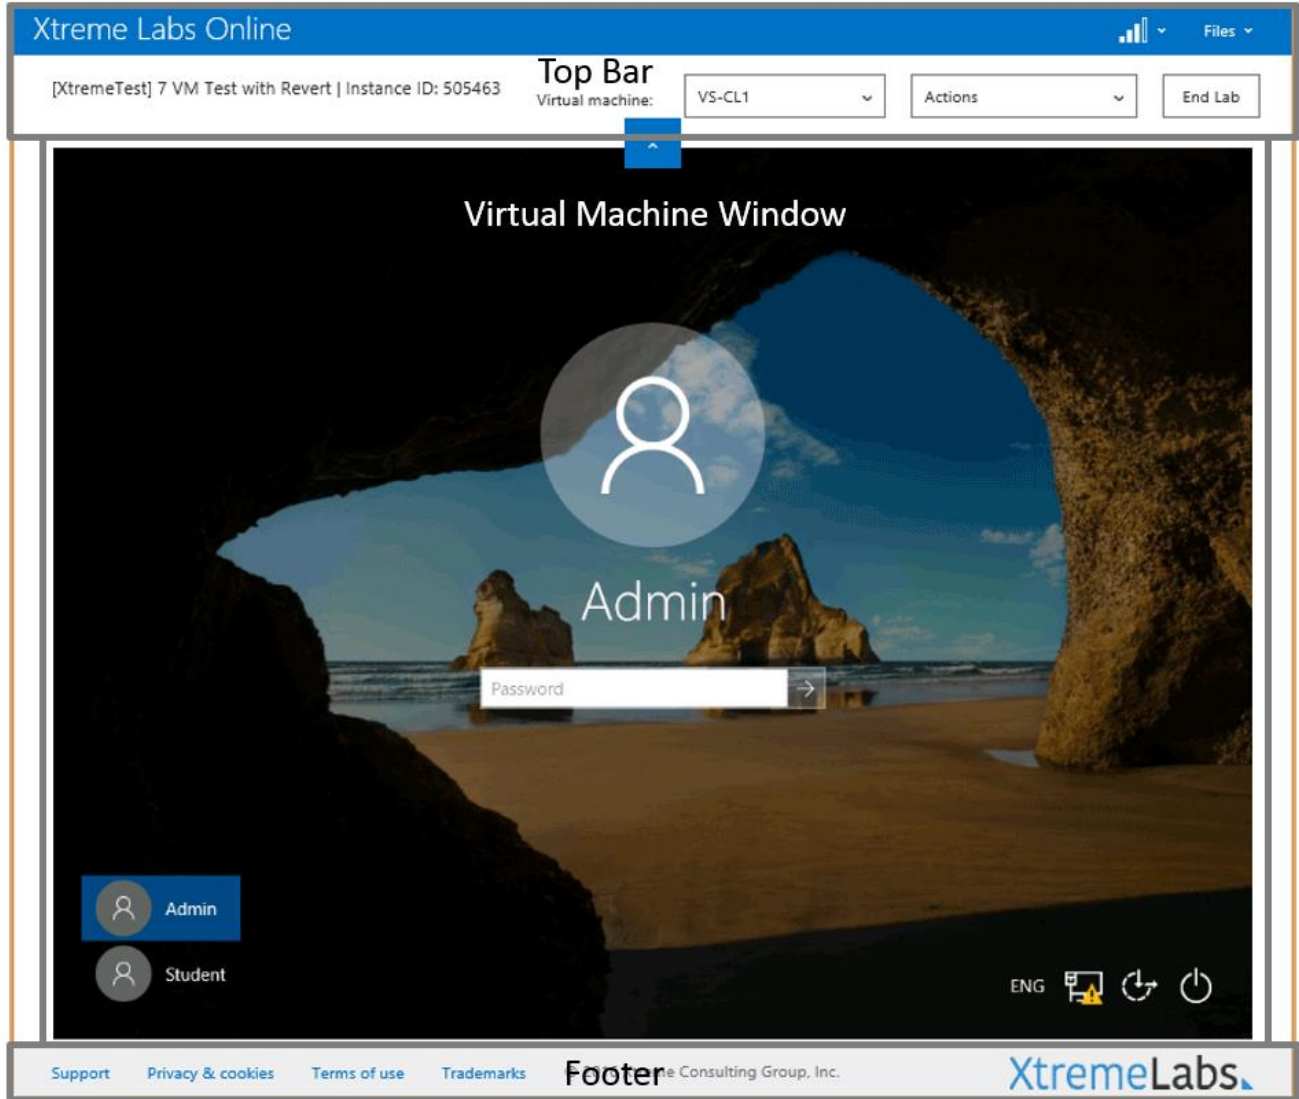 Xtreme Labs Online
Files
[XtremeTest] 7 VM Test with Revert | Instance ID: 505463
Top Bar
Virtual machine:
VS-CL1
Actions
End Lab
Virtual Machine Window
Admin
Password
Admin
Student
ENG
Support Privacy & cookies Terms of use Trademarks Footer Consulting Group, Inc.
XtremeLabs